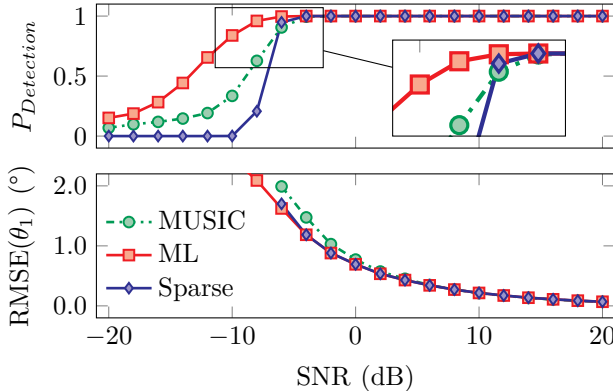 1
0.5
0
P_Detection
2.0
1.0
0.0
RMSE(θ₁) (°)
MUSIC
ML
Sparse
−20 −10 0 10 20
SNR (dB)